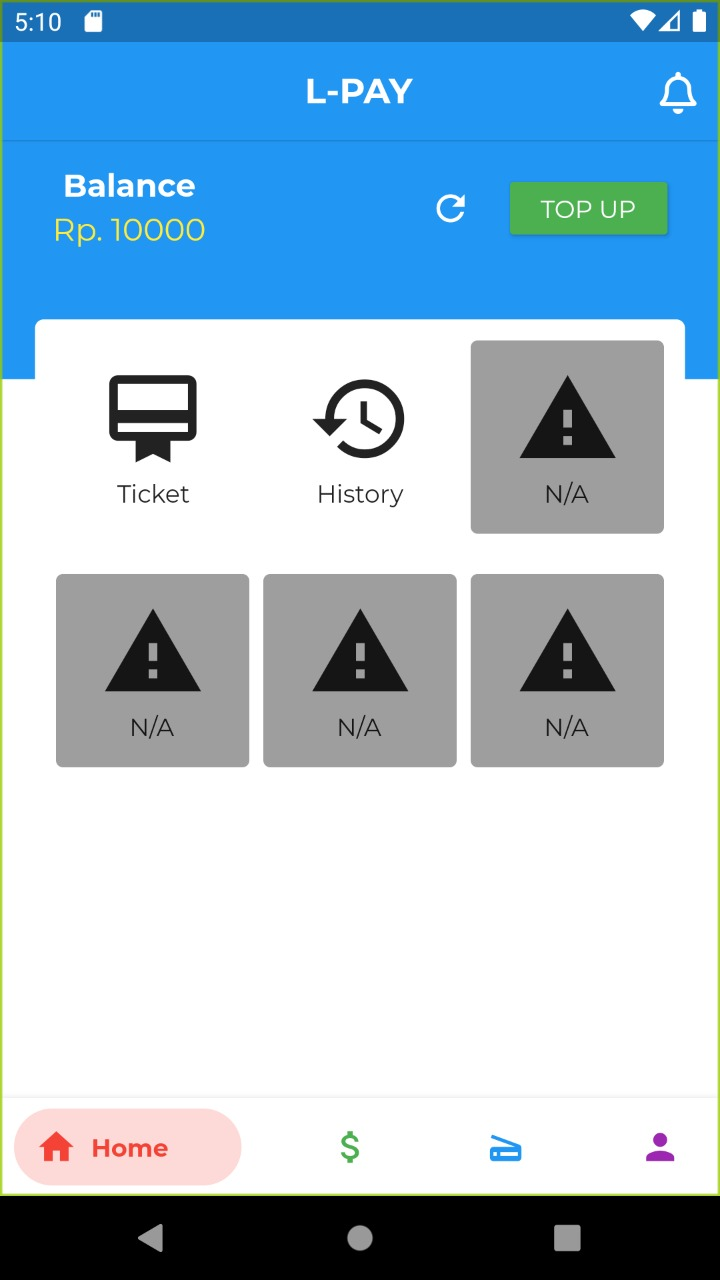 5:10
L-PAY
Balance
Rp. 10000
TOP UP
Ticket
History
N/A
N/A
N/A
N/A
Home